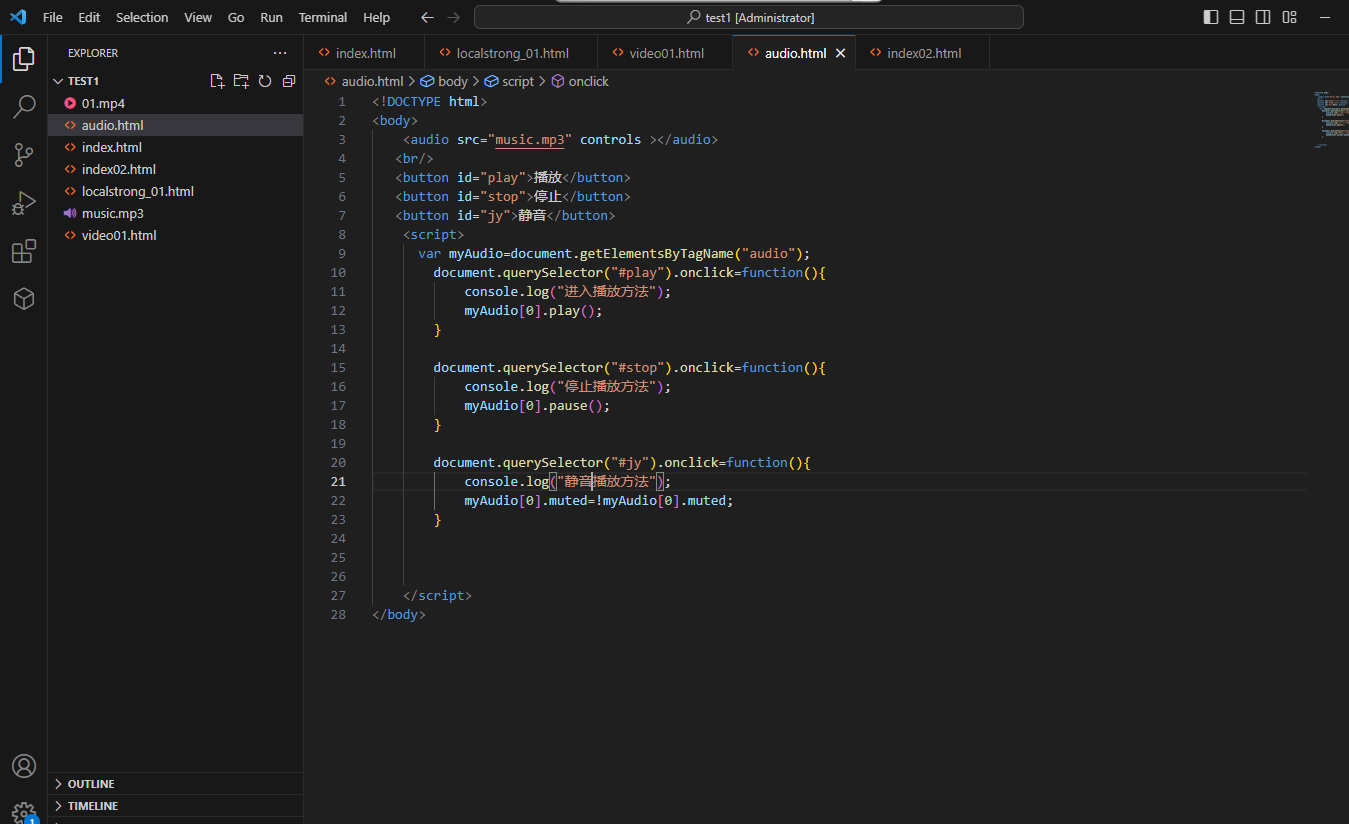 File Edit Selection View Go Run Terminal Help
test1 [Administrator]
EXPLORER
TEST1
01.mp4
audio.html
index.html
index02.html
localstrong_01.html
music.mp3
video01.html
OUTLINE
TIMELINE
1
index.html localstrong_01.html video01.html audio.html index02.html
audio.html > body > script > onclick
1 <!DOCTYPE html>
2 <body>
3 <audio src="music.mp3" controls ></audio>
4 <br/>
5 <button id="play">播放</button>
6 <button id="stop">停止</button>
7 <button id="jy">静音</button>
8 <script>
9 var myAudio=document.getElementsByTagName("audio");
10 document.querySelector("#play").onclick=function(){
11 console.log("进入播放方法");
12 myAudio[0].play();
13 }
14
15 document.querySelector("#stop").onclick=function(){
16 console.log("停止播放方法");
17 myAudio[0].pause();
18 }
19
20 document.querySelector("#jy").onclick=function(){
21 console.log("静音播放方法");
22 myAudio[0].muted=!myAudio[0].muted;
23 }
24
25
26
27 </script>
28 </body>